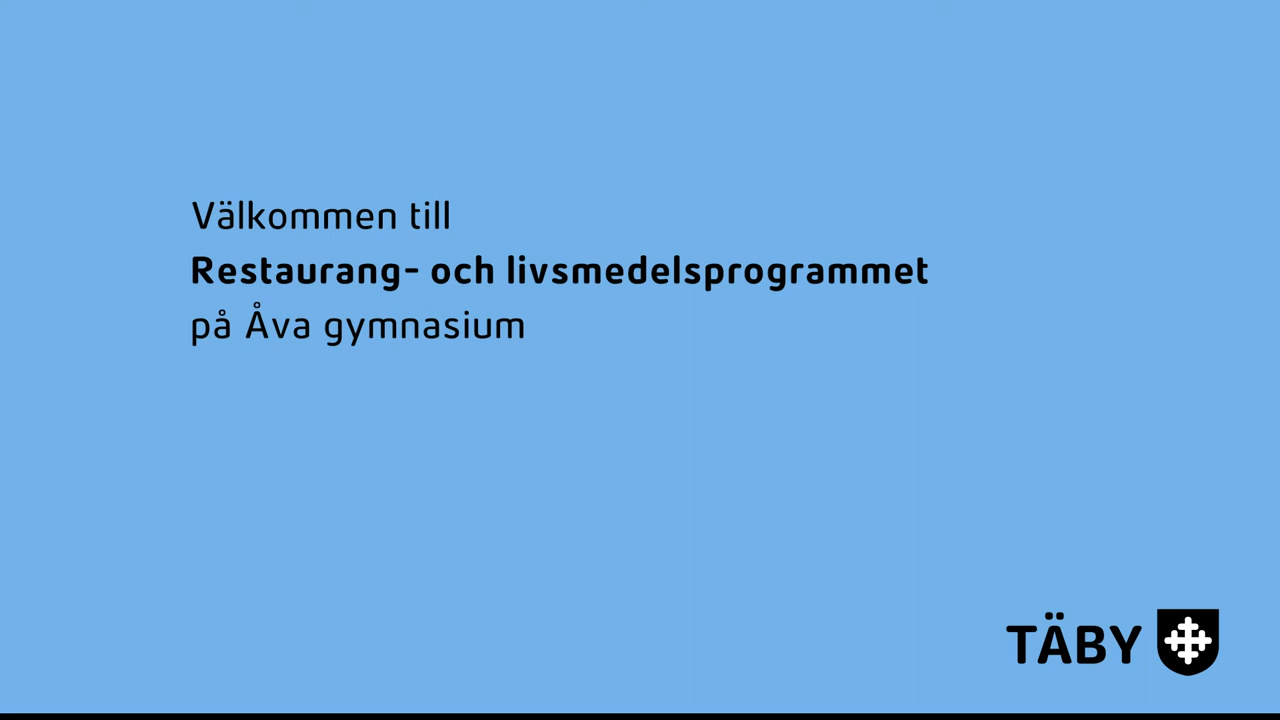 Välkommen till
Restaurang- och livsmedelsprogrammet
på Åva gymnasium
TÄBY